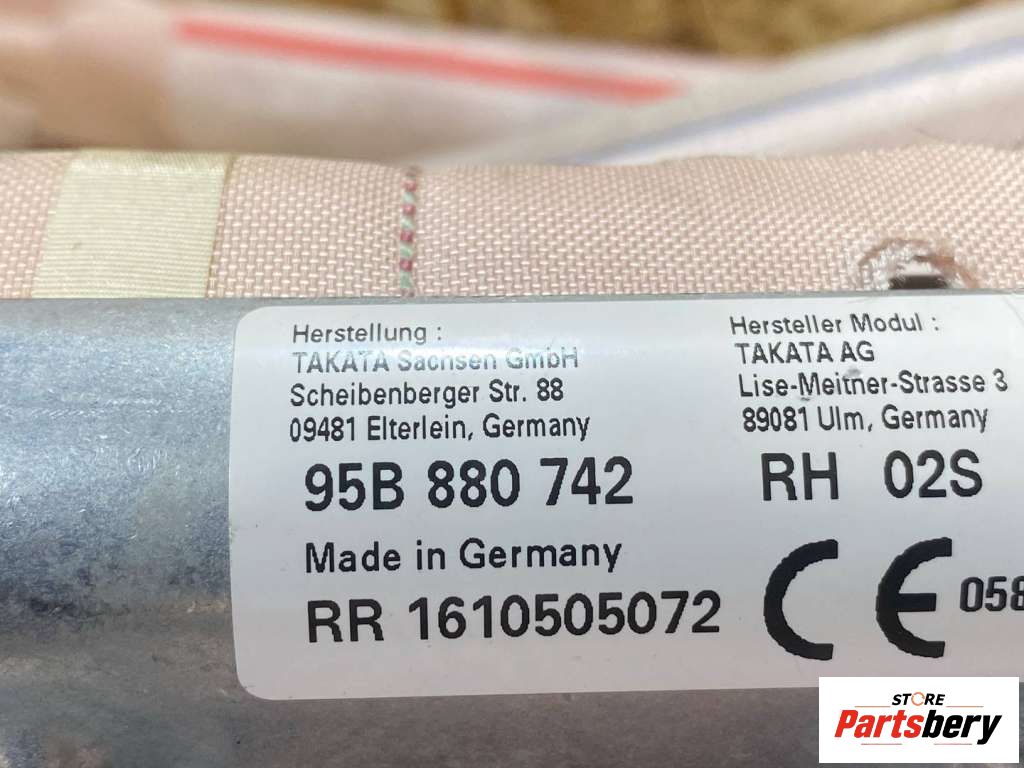 Herstellung :
TAKATA Sachsen GmbH
Scheibenberger Str. 88
09481 Elterlein, Germany
95B 880 742
Made in Germany
RR 1610505072
Hersteller Modul :
TAKATA AG
Lise-Meitner-Strasse 3
89081 Ulm, Germany
RH 02S
CE 058
STORE
Partsbery